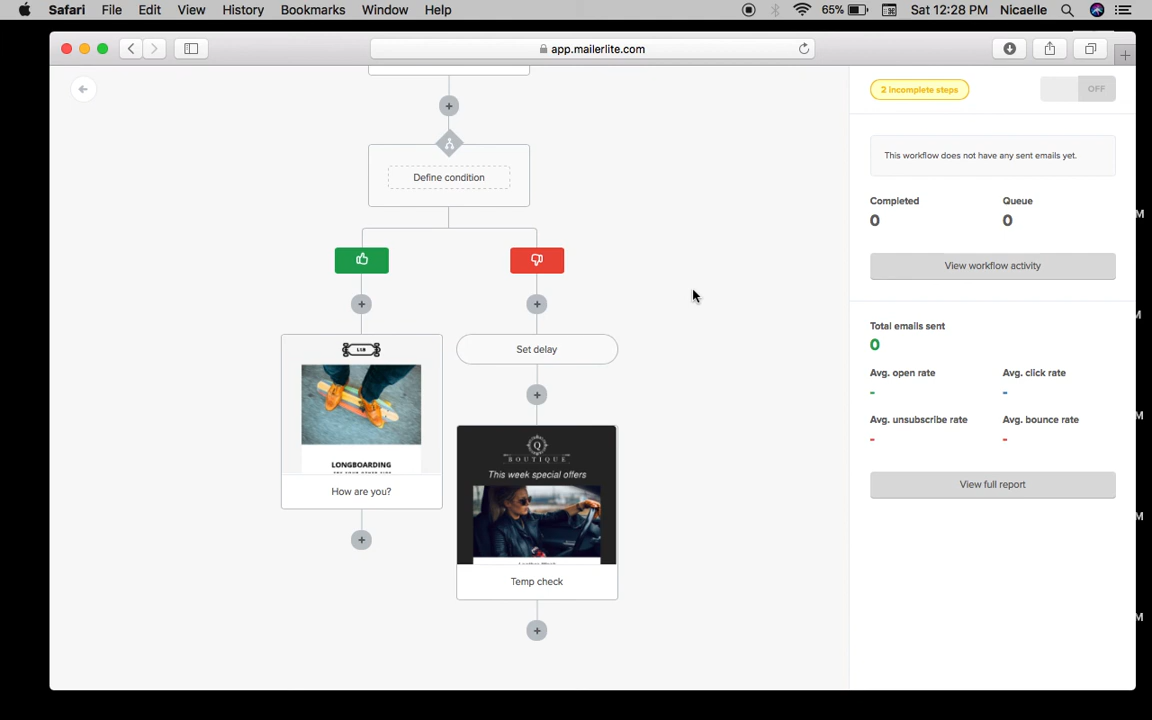 Safari File Edit View History Bookmarks Window Help 65% Sat 12:28 PM Nicaelle
app.mailerlite.com
2 incomplete steps OFF
This workflow does not have any sent emails yet.
Define condition
Completed Queue
0 0
View workflow activity
Total emails sent
0
Set delay
LSB
Avg. open rate Avg. click rate
- -
Avg. unsubscribe rate Avg. bounce rate
- -
Q
BOUTIQUE
LONGBOARDING
This week special offers
View full report
How are you?
Temp check
M
M
M
M
M